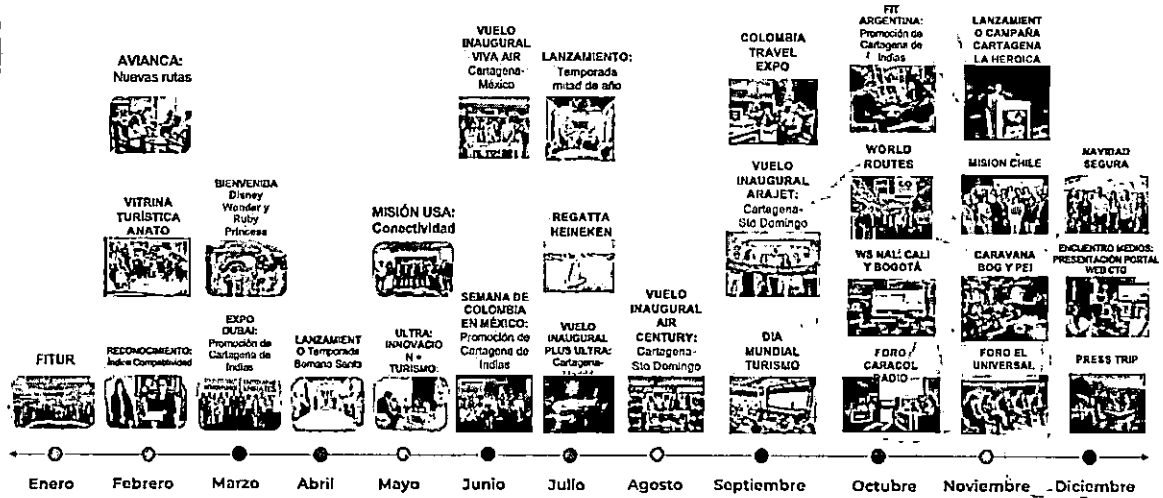 FITUR
AVIANCA:
Nuevas rutas
VITRINA
TURÍSTICA
ANATO
RECONOCIMIENTO:
Índice Competividad
BIENVENIDA
Disney
Wonder y
Ruby
Princess
EXPO
DUBAI:
Promoción de
Cartagena de
Indias
LANZAMIENT
O Temporada
Semana Santa
MISIÓN USA:
Conectividad
ULTRA:
INNOVACIO
N +
TURISMO:
VUELO
INAUGURAL
VIVA AIR
Cartagena-
México
SEMANA DE
COLOMBIA
EN MÉXICO:
Promoción de
Cartagena de
Indias
LANZAMIENTO:
Temporada
mitad de año
REGATTA
HEINEKEN
VUELO
INAUGURAL
PLUS ULTRA:
Cartagena-
VUELO
INAUGURAL
AIR
CENTURY:
Cartagena-
Sto Domingo
COLOMBIA
TRAVEL
EXPO
VUELO
INAUGURAL
ARAJET:
Cartagena-
Sto Domingo
DIA
MUNDIAL
TURISMO
FIT
ARGENTINA:
Promoción de
Cartagena de
Indias
WORLD
ROUTES
WS NAL: CALI
Y BOGOTÁ
FORO
CARACOL
RADIO
LANZAMIENT
O CAMPAÑA
CARTAGENA
LA HEROICA
MISION CHILE
CARAVANA
BOG Y PEI
FORO EL
UNIVERSAL
NAVIDAD
SEGURA
ENCUENTRO MEDIOS:
PRESENTACIÓN PORTAL
WEB CTG
PRESS TRIP
Enero Febrero Marzo Abril Mayo Junio Julio Agosto Septiembre Octubre Noviembre Diciembre